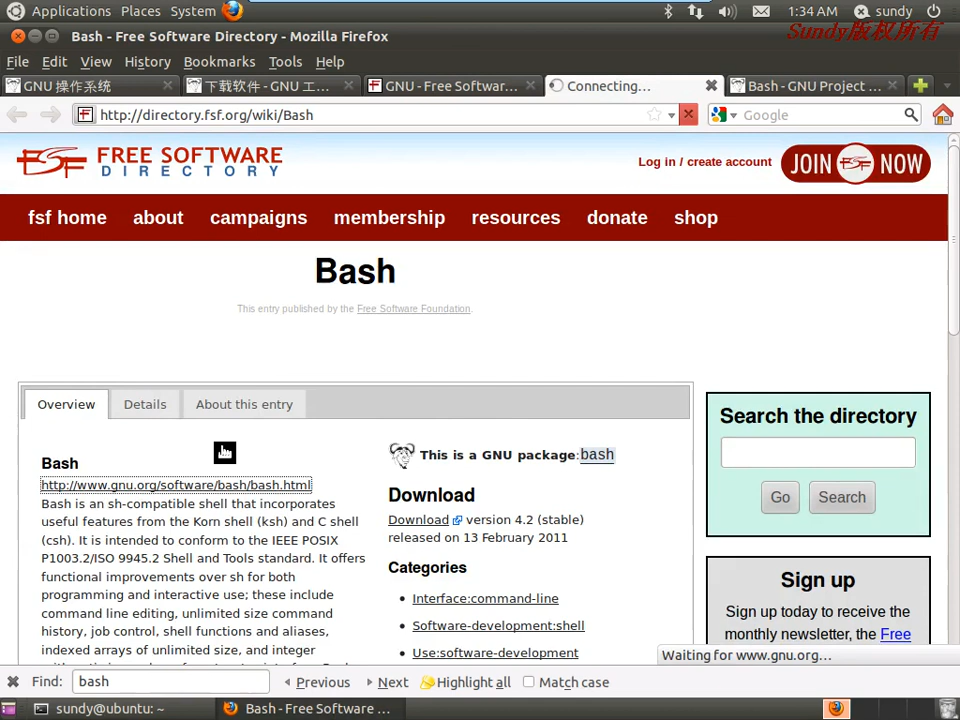 Applications Places System 1:34 AM sundy
Sundy版权所有
Bash - Free Software Directory - Mozilla Firefox
File Edit View History Bookmarks Tools Help
GNU 操作系统 下载软件 - GNU 工... GNU - Free Softwar... Connecting... Bash - GNU Project ...
http://directory.fsf.org/wiki/Bash Google
FREE SOFTWARE
DIRECTORY
Log in / create account
JOIN FSF NOW
fsf home about campaigns membership resources donate shop
Bash
This entry published by the Free Software Foundation.
Overview Details About this entry
Bash
http://www.gnu.org/software/bash/bash.html
Bash is an sh-compatible shell that incorporates
useful features from the Korn shell (ksh) and C shell
(csh). It is intended to conform to the IEEE POSIX
P1003.2/ISO 9945.2 Shell and Tools standard. It offers
functional improvements over sh for both
programming and interactive use; these include
command line editing, unlimited size command
history, job control, shell functions and aliases,
indexed arrays of unlimited size, and integer
This is a GNU package:bash
Download
Download version 4.2 (stable)
released on 13 February 2011
Categories
Interface:command-line
Software-development:shell
Use:software-development
Search the directory
Go Search
Sign up
Sign up today to receive the
monthly newsletter, the Free
Waiting for www.gnu.org...
Find: bash Previous Next Highlight all Match case
sundy@ubuntu: ~ Bash - Free Software ...